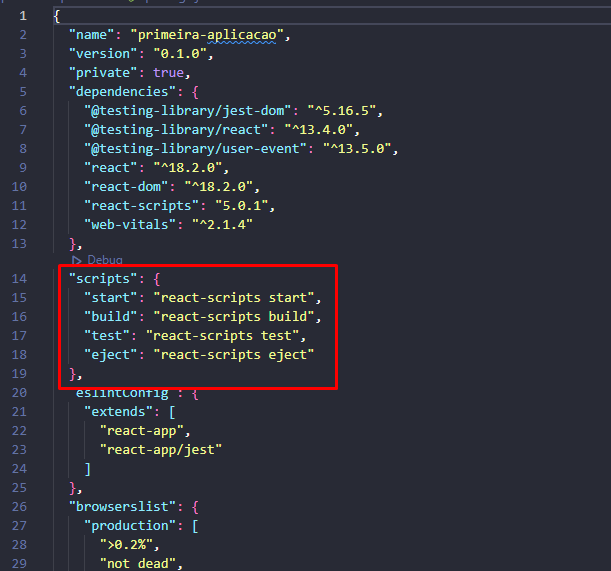 1 {
2 "name": "primeira-aplicacao",
3 "version": "0.1.0",
4 "private": true,
5 "dependencies": {
6 "@testing-library/jest-dom": "^5.16.5",
7 "@testing-library/react": "^13.4.0",
8 "@testing-library/user-event": "^13.5.0",
9 "react": "^18.2.0",
10 "react-dom": "^18.2.0",
11 "react-scripts": "5.0.1",
12 "web-vitals": "^2.1.4"
13 },
Debug
14 "scripts": {
15 "start": "react-scripts start",
16 "build": "react-scripts build",
17 "test": "react-scripts test",
18 "eject": "react-scripts eject"
19 },
20 eslintConfig": {
21 "extends": [
22 "react-app",
23 "react-app/jest"
24 ]
25 },
26 "browserslist": {
27 "production": [
28 ">0.2%",
29 "not dead",